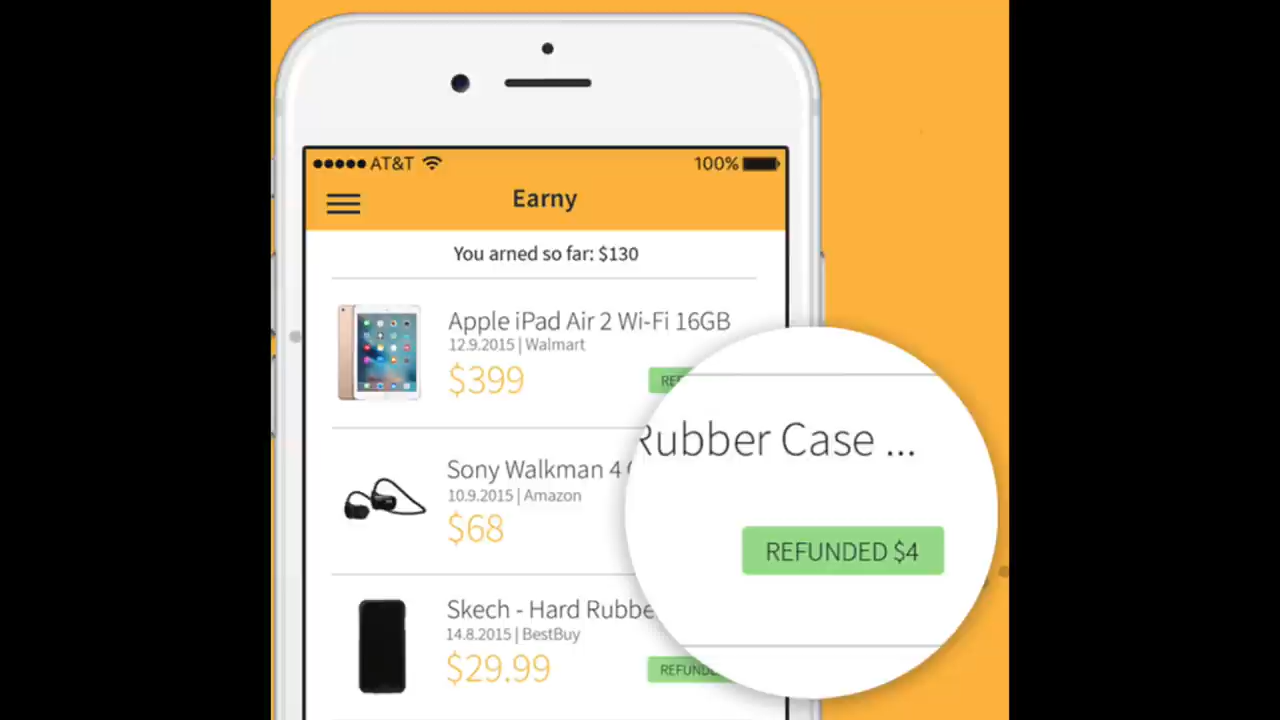 AT&T 100%
Earny
You arned so far: $130
Apple iPad Air 2 Wi-Fi 16GB
12.9.2015 | Walmart
$399
Rubber Case ...
Sony Walkman 4
10.9.2015 | Amazon
$68
REFUNDED $4
Skech - Hard Rubbe
14.8.2015 | BestBuy
$29.99